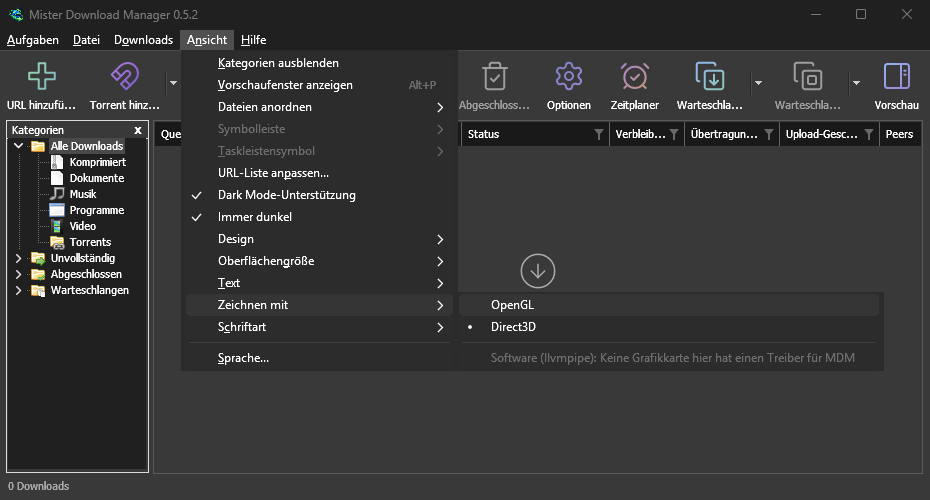 Mister Download Manager 0.5.2
Aufgaben Datei Downloads Ansicht Hilfe
URL hinzufü... Torrent hinz... Abgeschloss... Optionen Zeitplaner Warteschla... Warteschla... Vorschau
Kategorien x
Alle Downloads
Komprimiert
Dokumente
Musik
Programme
Video
Torrents
Unvollständig
Abgeschlossen
Warteschlangen
Kategorien ausblenden
Vorschaufenster anzeigen Alt+P
Dateien anordnen
Symbolleiste
Taskleistensymbol
URL-Liste anpassen...
Dark Mode-Unterstützung
Immer dunkel
Design
Oberflächengröße
Text
Zeichnen mit
Schriftart
Sprache...
Que Status Verbleib... Übertragun... Upload-Gesc... Peers
OpenGL
Direct3D
Software (llvmpipe): Keine Grafikkarte hier hat einen Treiber für MDM
0 Downloads